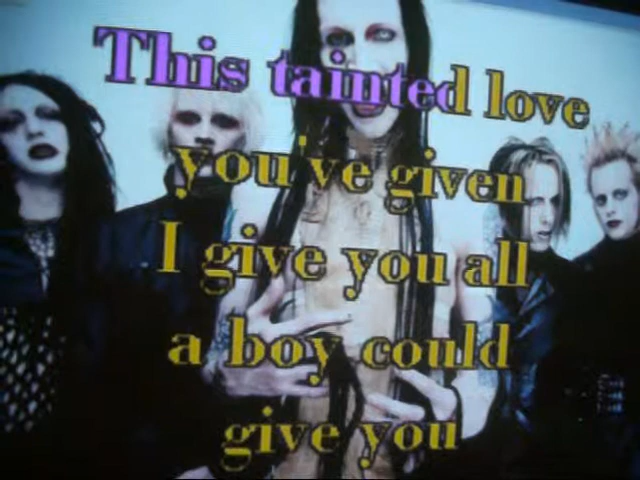 This tainted love
you've given
I give you all
a boy could
give you